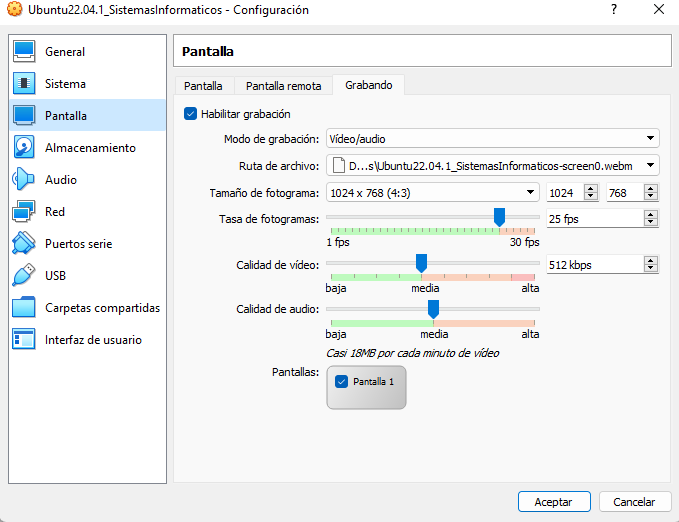 Ubuntu22.04.1_SistemasInformaticos - Configuración
General
Sistema
Pantalla
Almacenamiento
Audio
Red
Puertos serie
USB
Carpetas compartidas
Interfaz de usuario
Pantalla
Pantalla Pantalla remota Grabando
Habilitar grabación
Modo de grabación: Vídeo/audio
Ruta de archivo: D...s\Ubuntu22.04.1_SistemasInformaticos-screen0.webm
Tamaño de fotograma: 1024 x 768 (4:3) 1024 768
Tasa de fotogramas: 25 fps
1 fps 30 fps
Calidad de vídeo: 512 kbps
baja media alta
Calidad de audio:
baja media alta
Casi 18MB por cada minuto de vídeo
Pantallas: Pantalla 1
Aceptar Cancelar